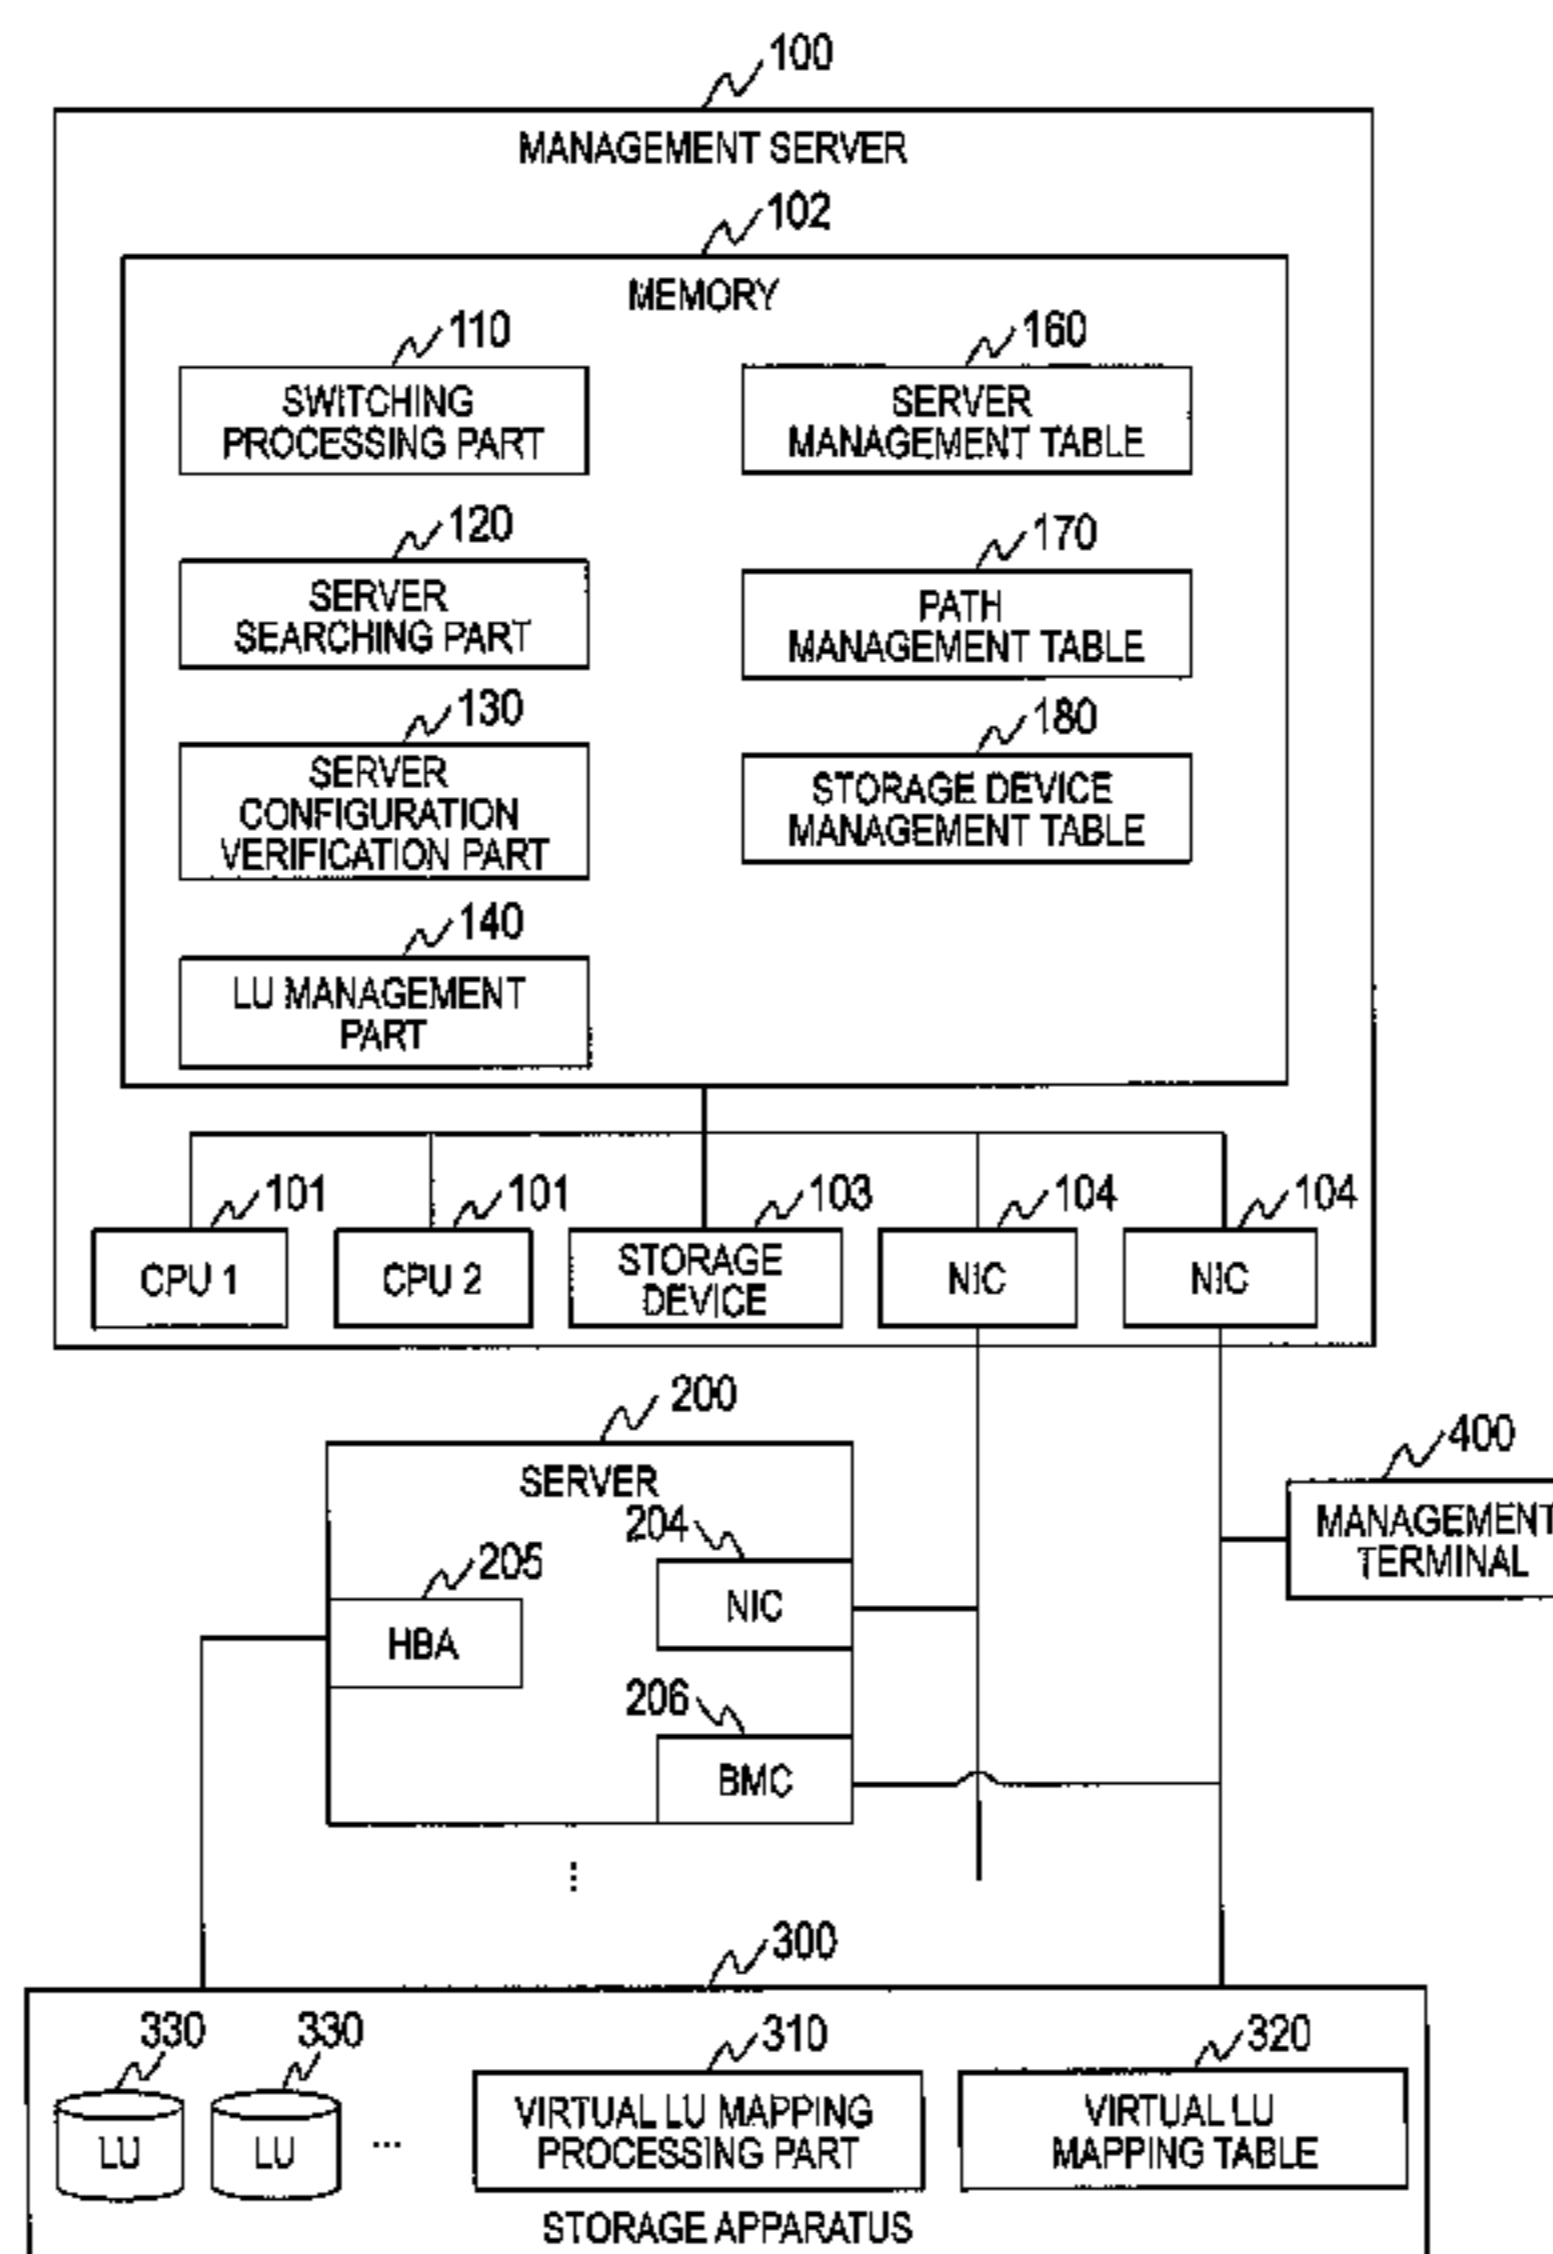 100
MANAGEMENT SERVER
102
MEMORY
110
160
SWITCHING
PROCESSING PART
SERVER
MANAGEMENT TABLE
120
170
SERVER
SEARCHING PART
PATH
MANAGEMENT TABLE
130
180
SERVER
CONFIGURATION
VERIFICATION PART
STORAGE DEVICE
MANAGEMENT TABLE
140
LU MANAGEMENT
PART
101
101
103
104
104
CPU 1
CPU 2
STORAGE
DEVICE
NIC
NIC
200
400
SERVER
MANAGEMENT
TERMINAL
204
205
NIC
HBA
206
BMC
...
300
330
330
310
320
LU
LU
...
VIRTUAL LU MAPPING
PROCESSING PART
VIRTUAL LU
MAPPING TABLE
STORAGE APPARATUS